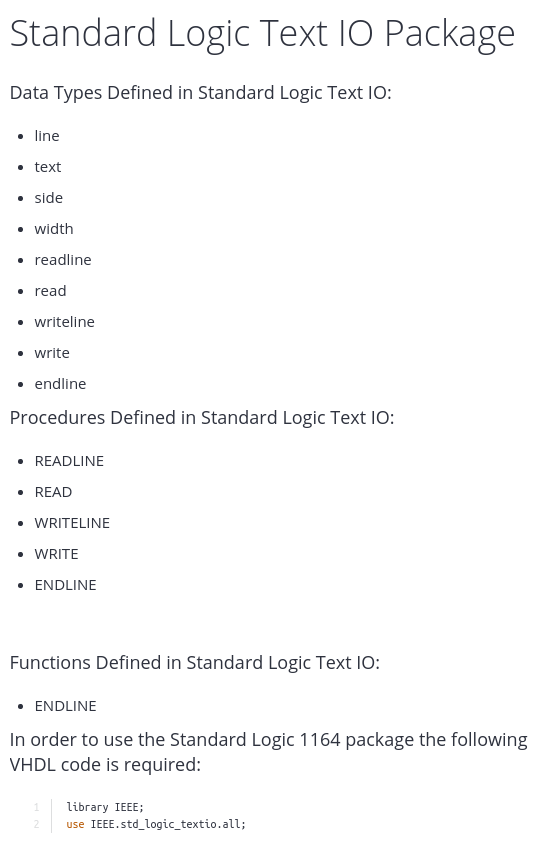 Standard Logic Text IO Package
Data Types Defined in Standard Logic Text IO:
line
text
side
width
readline
read
writeline
write
endline
Procedures Defined in Standard Logic Text IO:
READLINE
READ
WRITELINE
WRITE
ENDLINE
Functions Defined in Standard Logic Text IO:
ENDLINE
In order to use the Standard Logic 1164 package the following
VHDL code is required:
1 library IEEE;
2 use IEEE.std_logic_textio.all;